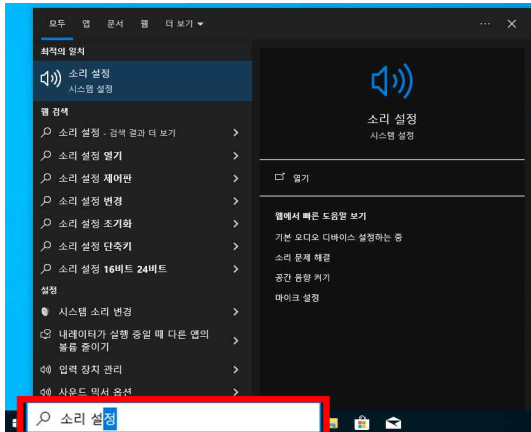 모두 앱 문서 웹 더 보기
최적의 일치
소리 설정
시스템 설정
웹 검색
소리 설정 - 검색 결과 더 보기
소리 설정 열기
소리 설정 제어판
소리 설정 변경
소리 설정 초기화
소리 설정 단축키
소리 설정 16비트 24비트
설정
시스템 소리 변경
내레이터가 실행 중일 때 다른 앱의
볼륨 줄이기
입력 장치 관리
사운드 믹서 옵션
소리 설정
소리 설정
시스템 설정
열기
웹에서 빠른 도움말 보기
기본 오디오 디바이스 설정하는 중
소리 문제 해결
공간 음향 켜기
마이크 설정